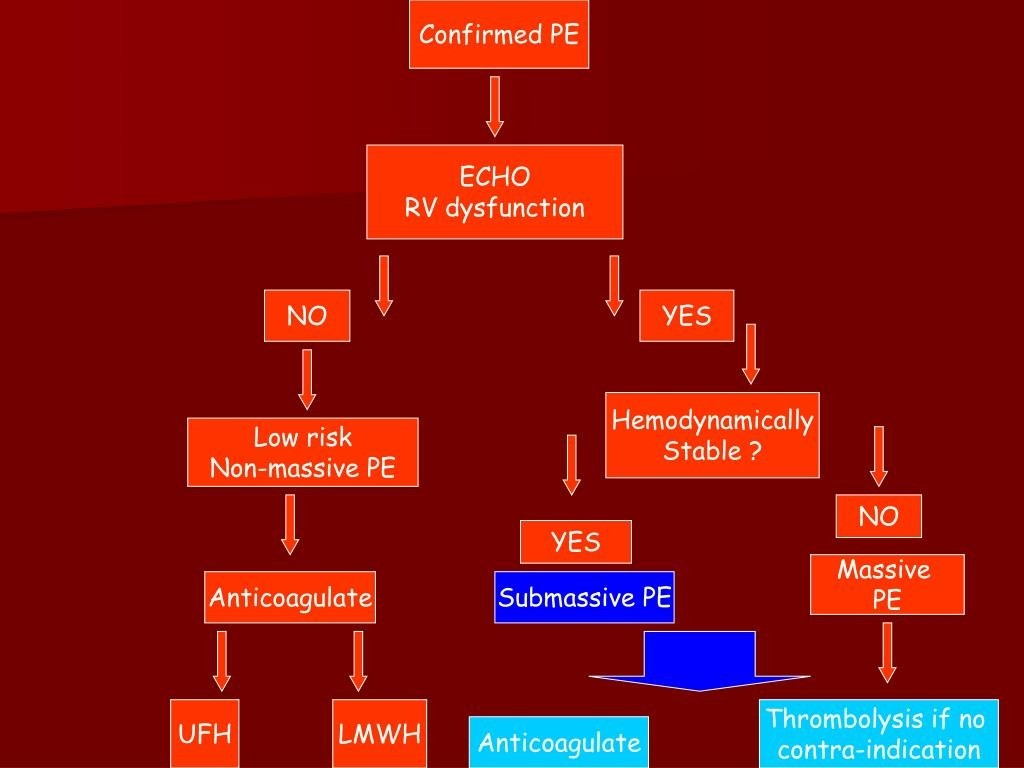 Confirmed PE
ECHO
RV dysfunction
NO
YES
Low risk
Non-massive PE
Hemodynamically
Stable ?
YES
NO
Anticoagulate
Submassive PE
Massive
PE
UFH
LMWH
Anticoagulate
Thrombolysis if no
contra-indication